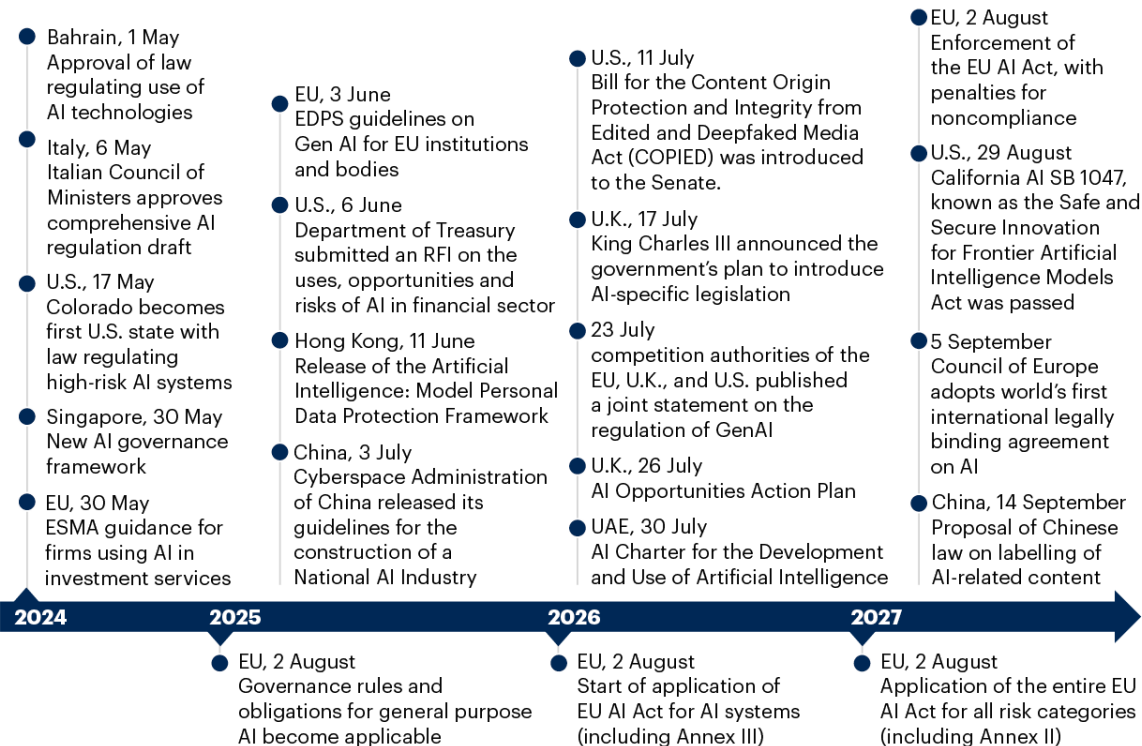 Bahrain, 1 May
Approval of law
regulating use of
AI technologies
Italy, 6 May
Italian Council of
Ministers approves
comprehensive AI
regulation draft
U.S., 17 May
Colorado becomes
first U.S. state with
law regulating
high-risk AI systems
Singapore, 30 May
New AI governance
framework
EU, 30 May
ESMA guidance for
firms using AI in
investment services
EU, 3 June
EDPS guidelines on
Gen AI for EU institutions
and bodies
U.S., 6 June
Department of Treasury
submitted an RFI on the
uses, opportunities and
risks of AI in financial sector
Hong Kong, 11 June
Release of the Artificial
Intelligence: Model Personal
Data Protection Framework
China, 3 July
Cyberspace Administration
of China released its
guidelines for the
construction of a
National AI Industry
U.S., 11 July
Bill for the Content Origin
Protection and Integrity from
Edited and Deepfaked Media
Act (COPIED) was introduced
to the Senate.
U.K., 17 July
King Charles III announced the
government's plan to introduce
AI-specific legislation
23 July
competition authorities of the
EU, U.K., and U.S. published
a joint statement on the
regulation of GenAI
U.K., 26 July
AI Opportunities Action Plan
UAE, 30 July
AI Charter for the Development
and Use of Artificial Intelligence
EU, 2 August
Enforcement of
the EU AI Act, with
penalties for
noncompliance
U.S., 29 August
California AI SB 1047,
known as the Safe and
Secure Innovation
for Frontier Artificial
Intelligence Models
Act was passed
5 September
Council of Europe
adopts world's first
international legally
binding agreement
on AI
China, 14 September
Proposal of Chinese
law on labelling of
AI-related content
2024
2025
2026
2027
EU, 2 August
Governance rules and
obligations for general purpose
AI become applicable
EU, 2 August
Start of application of
EU AI Act for AI systems
(including Annex III)
EU, 2 August
Application of the entire EU
AI Act for all risk categories
(including Annex II)